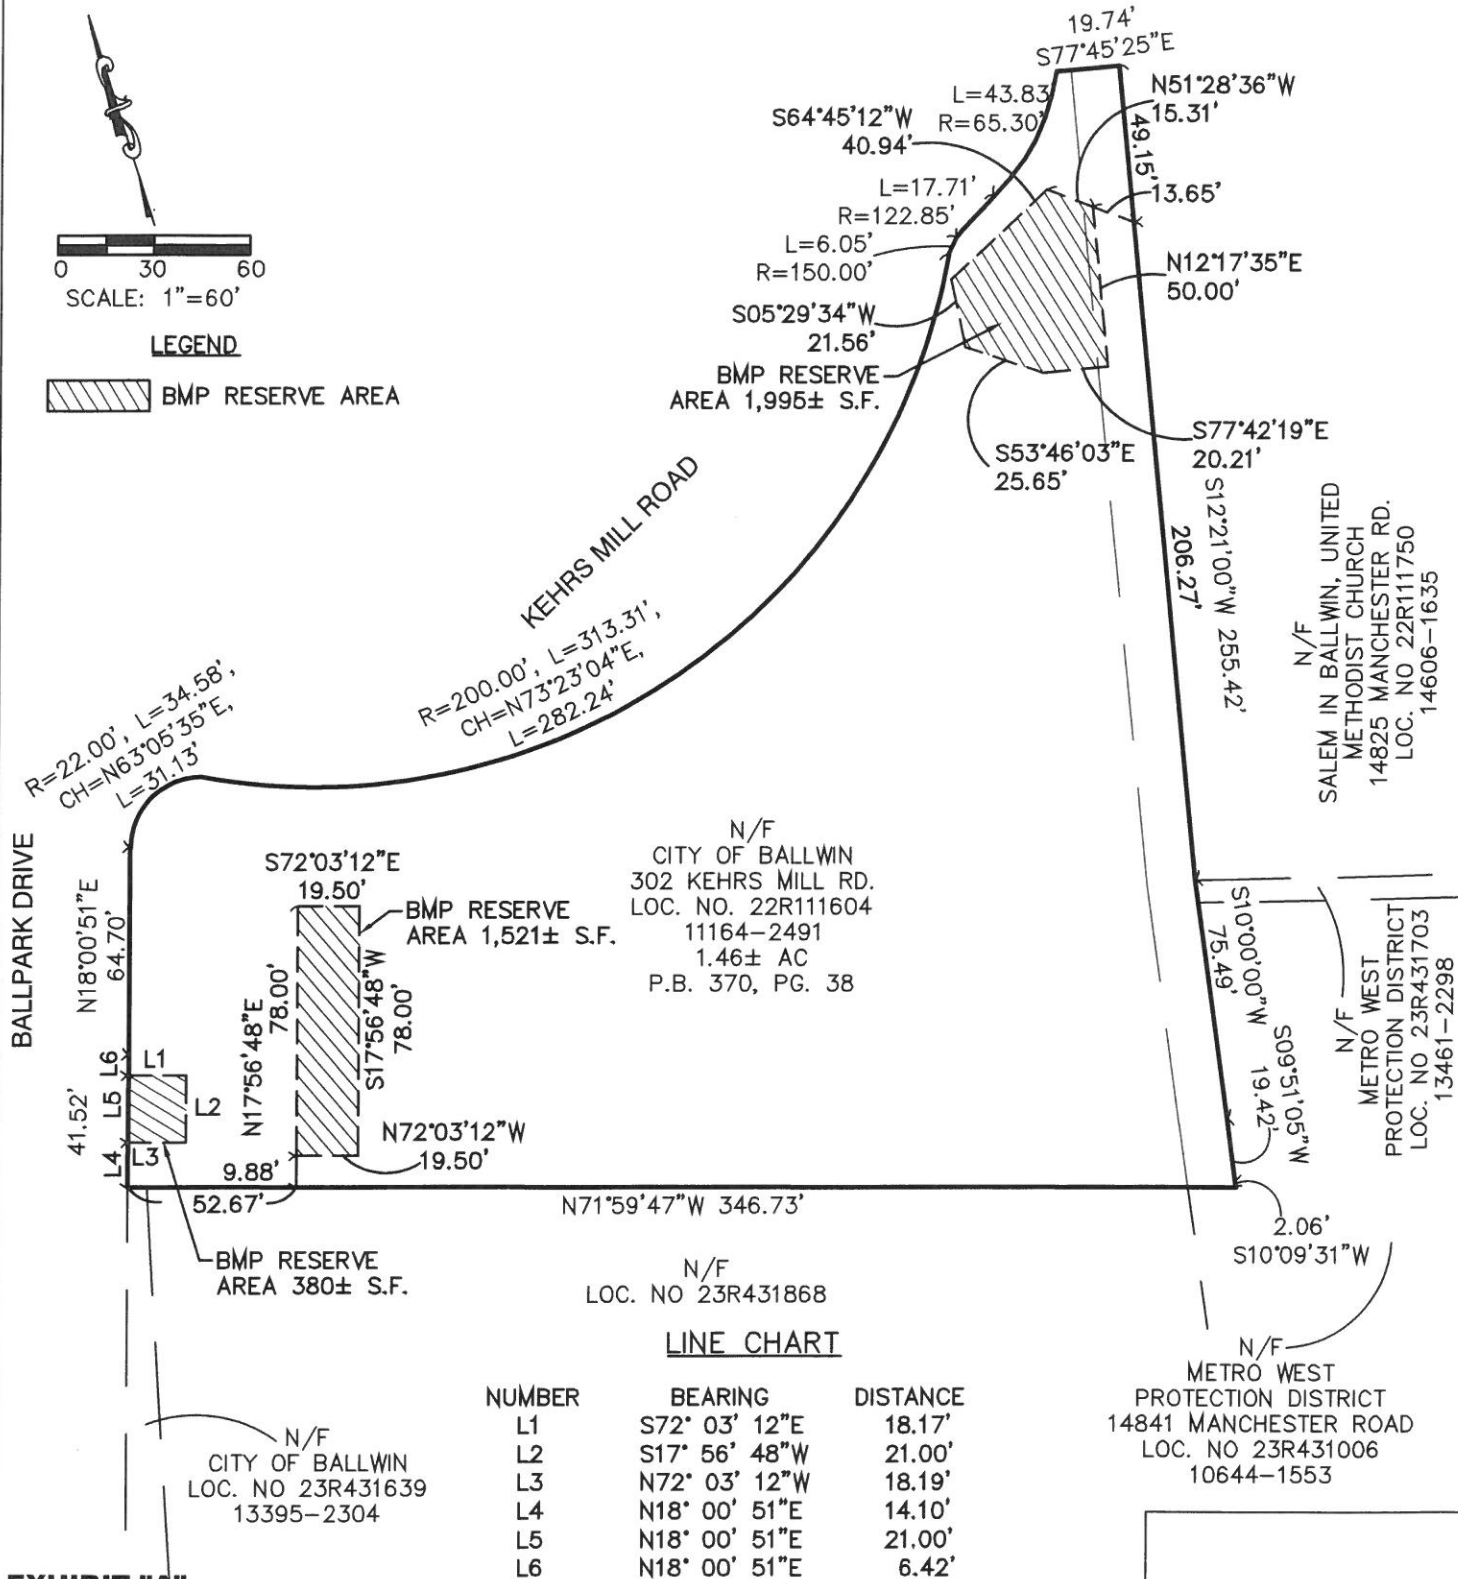 19.74'
S77°45'25"E
L=43.83'
R=65.30'
N51°28'36"W
15.31'
S64°45'12"W
40.94'
49.15'
13.65'
L=17.71'
R=122.85'
L=6.05'
R=150.00'
N12°17'35"E
50.00'
S05°29'34"W
21.56'
0 30 60
SCALE: 1"=60'
LEGEND
BMP RESERVE AREA
BMP RESERVE
AREA 1,995± S.F.
S77°42'19"E
20.21'
S53°46'03"E
25.65'
S12°21'00"W 255.42'
206.27'
N/F
SALEM IN BALLWIN, UNITED
METHODIST CHURCH
14825 MANCHESTER RD.
LOC. NO 22R111750
14606-1635
KEHRS MILL ROAD
R=200.00', L=313.31',
CH=N73°23'04"E,
L=282.24'
R=22.00', L=34.58',
CH=N63°05'35"E,
L=31.13'
BALLPARK DRIVE
N18°00'51"E
64.70'
S72°03'12"E
19.50'
BMP RESERVE
AREA 1,521± S.F.
N17°56'48"E
78.00'
S17°56'48"W
78.00'
N/F
CITY OF BALLWIN
302 KEHRS MILL RD.
LOC. NO. 22R111604
11164-2491
1.46± AC
P.B. 370, PG. 38
S10°00'00"W
75.49'
N/F
METRO WEST
PROTECTION DISTRICT
LOC. NO 23R431703
13461-2298
S09°51'05"W
19.42'
L6
L1
L5
L2
41.52'
L4
L3
N72°03'12"W
19.50'
9.88'
52.67'
N71°59'47"W 346.73'
2.06'
S10°09'31"W
BMP RESERVE
AREA 380± S.F.
N/F
LOC. NO 23R431868
N/F
METRO WEST
PROTECTION DISTRICT
14841 MANCHESTER ROAD
LOC. NO 23R431006
10644-1553
N/F
CITY OF BALLWIN
LOC. NO 23R431639
13395-2304
LINE CHART
NUMBER BEARING DISTANCE
L1 S72° 03' 12"E 18.17'
L2 S17° 56' 48"W 21.00'
L3 N72° 03' 12"W 18.19'
L4 N18° 00' 51"E 14.10'
L5 N18° 00' 51"E 21.00'
L6 N18° 00' 51"E 6.42'